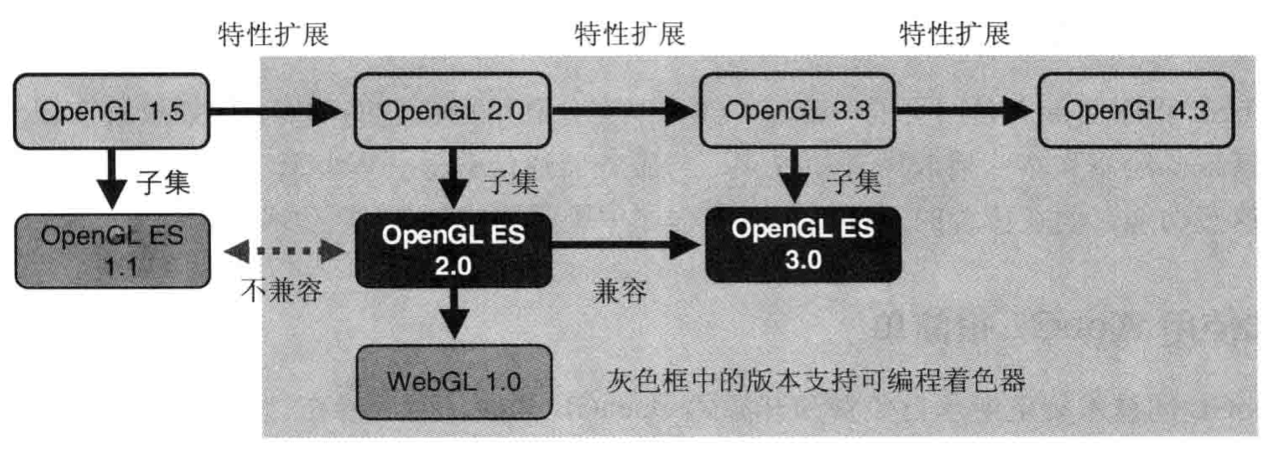 特性扩展 特性扩展 特性扩展
OpenGL 1.5 OpenGL 2.0 OpenGL 3.3 OpenGL 4.3
子集 子集 子集
OpenGL ES
1.1
OpenGL ES
2.0
OpenGL ES
3.0
不兼容 兼容
WebGL 1.0 灰色框中的版本支持可编程着色器